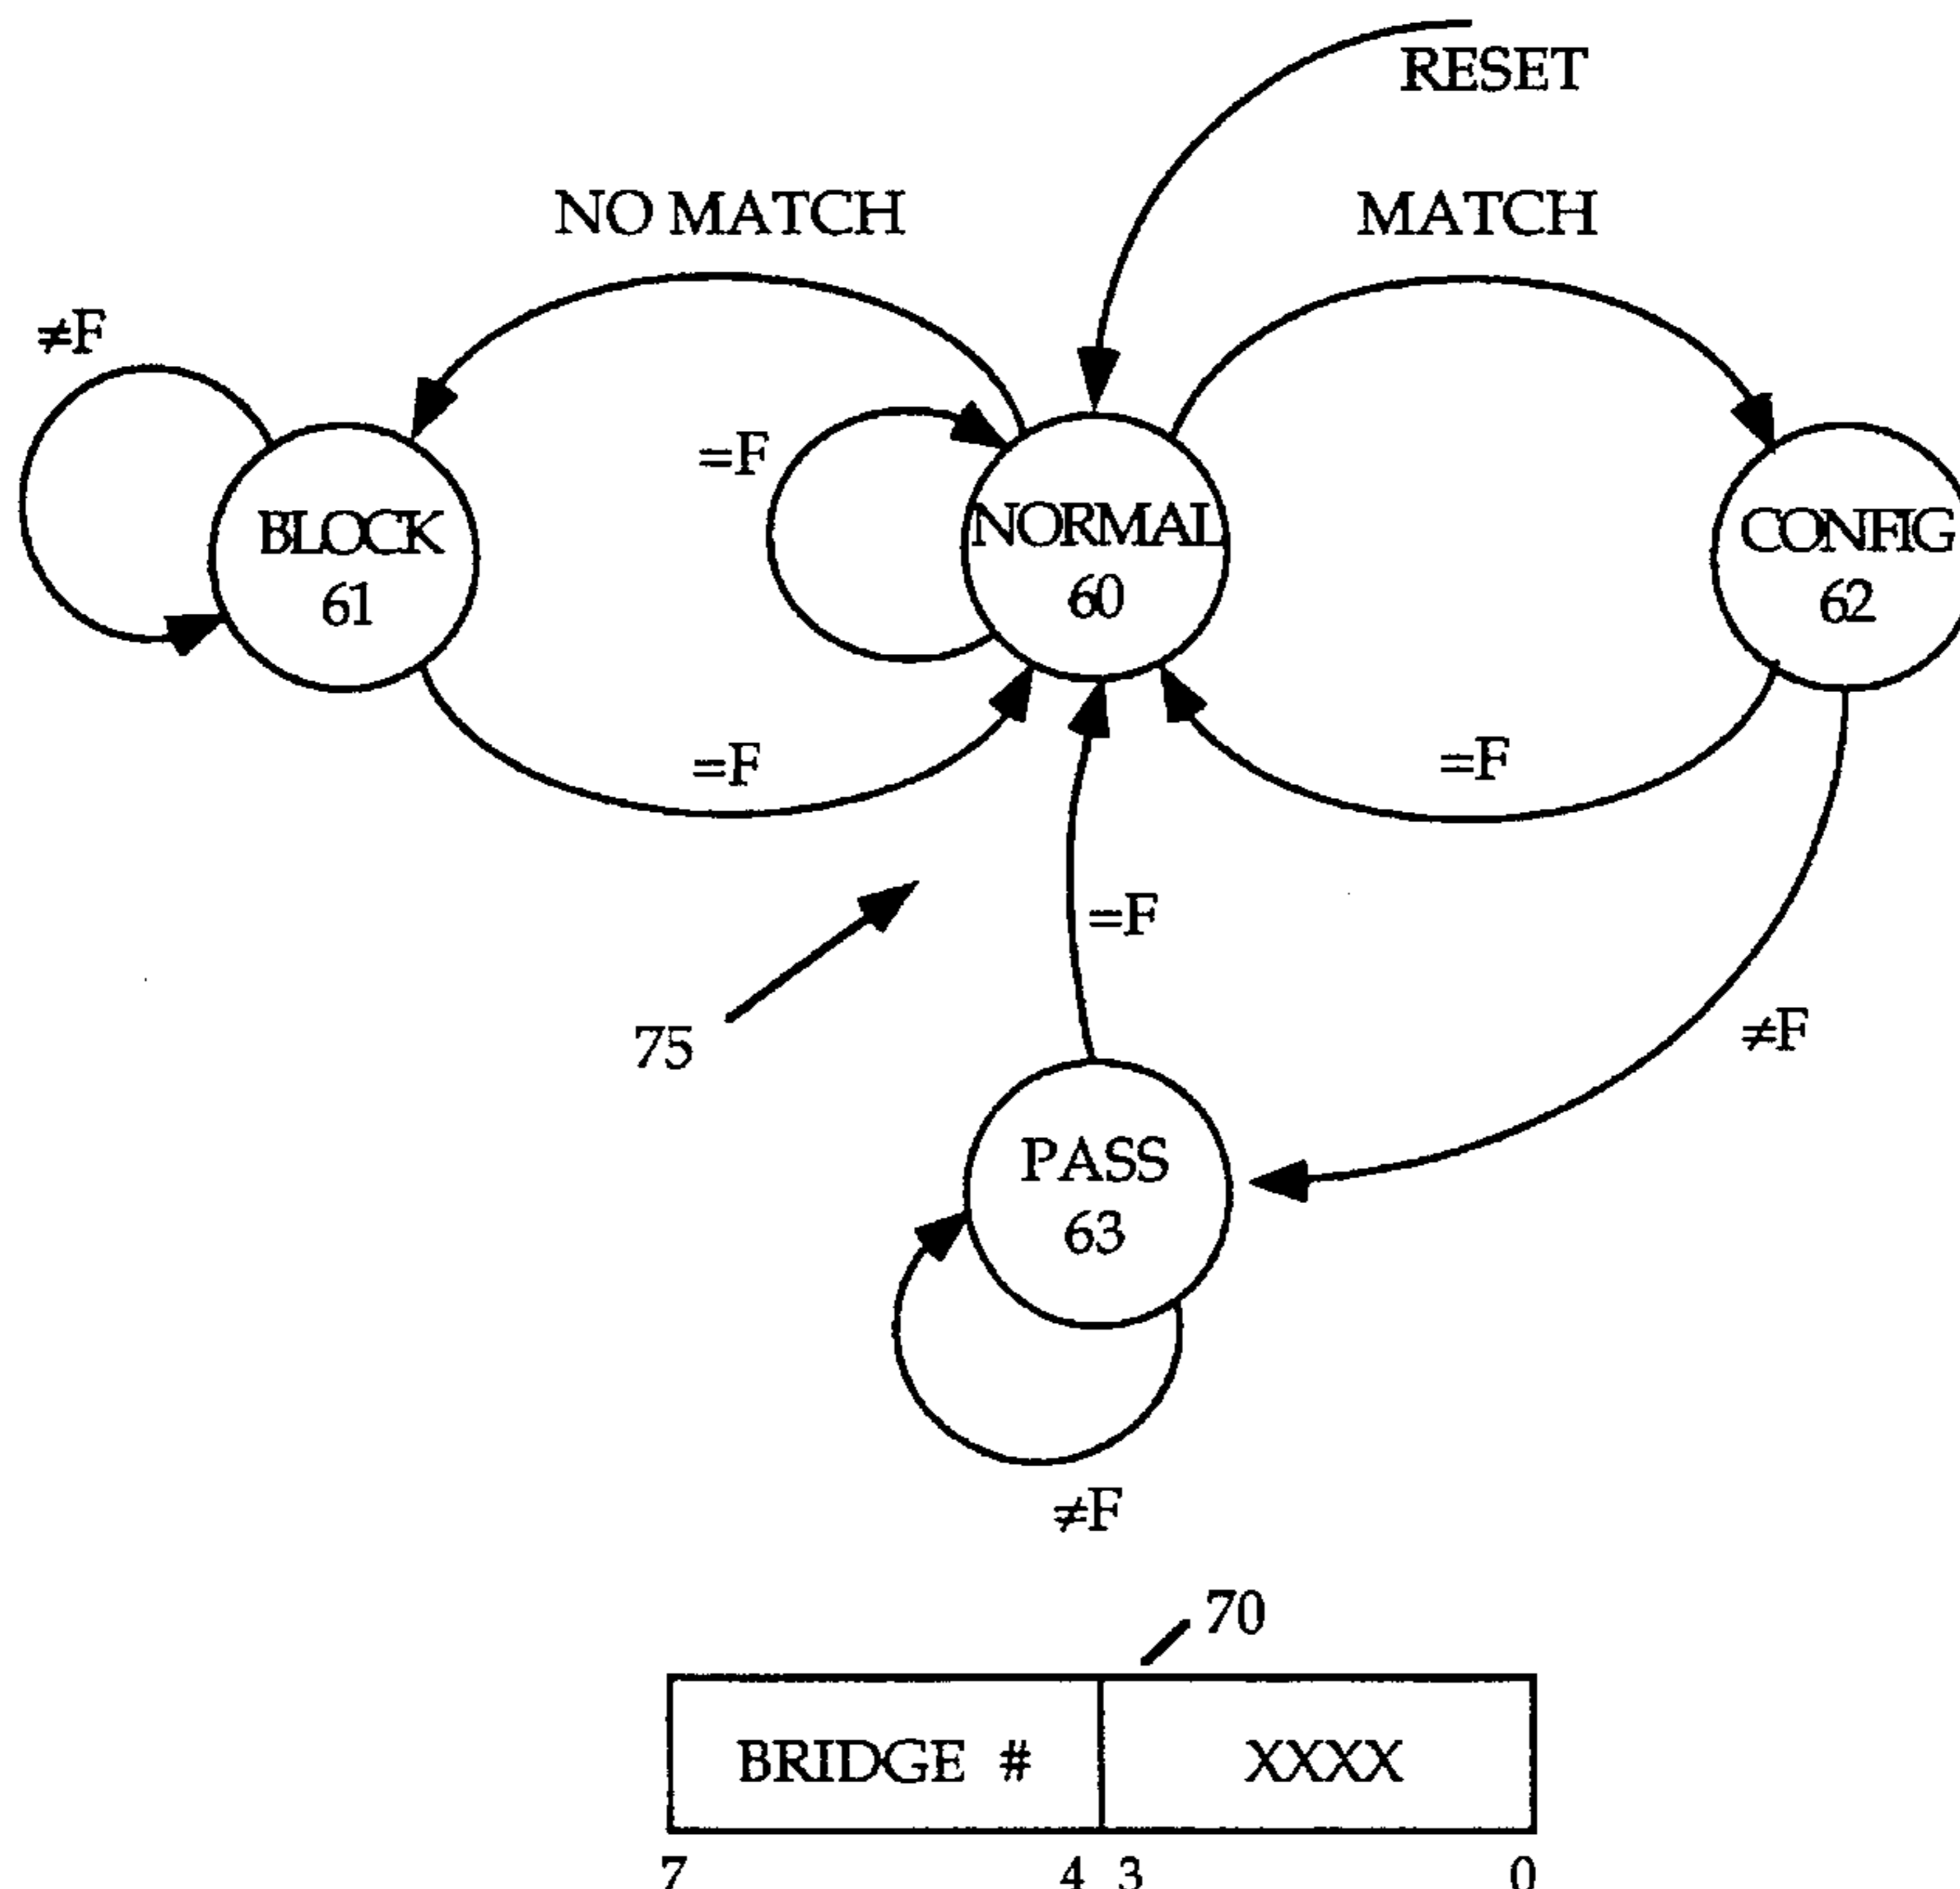 RESET
NO MATCH
MATCH
≠F
=F
BLOCK
61
NORMAL
60
CONFIG
62
=F
=F
=F
75
≠F
PASS
63
≠F
70
BRIDGE #
XXXX
7
4
3
0